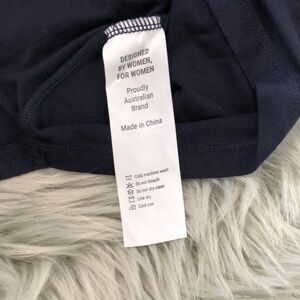 DESIGNED
BY WOMEN,
FOR WOMEN
Proudly
Australian
Brand
Made in China
Cold machine wash
Do not bleach
Do not dry clean
Line dry
Cold iron